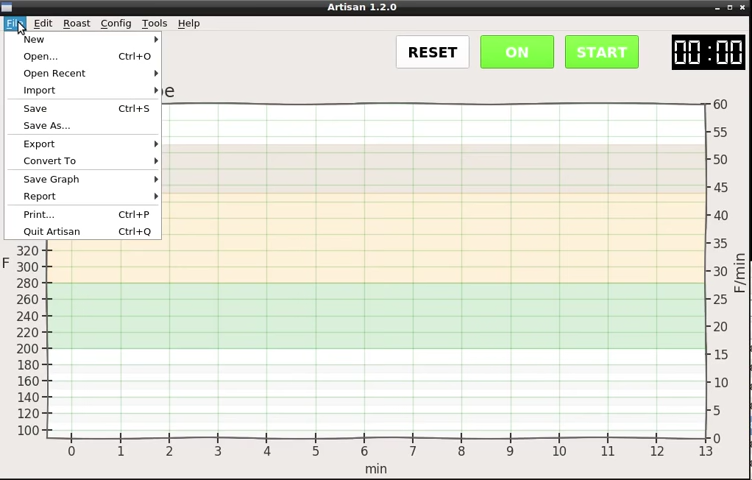 Artisan 1.2.0
File Edit Roast Config Tools Help
New
Open... Ctrl+O
Open Recent
Import
Save Ctrl+S
Save As...
Export
Convert To
Save Graph
Report
Print... Ctrl+P
Quit Artisan Ctrl+Q
RESET ON START 00:00
pe
60
55
50
45
40
35
30
25
20
15
10
5
0
F/min
320
300
280
260
240
220
200
180
160
140
120
100
F
0 1 2 3 4 5 6 7 8 9 10 11 12 13
min